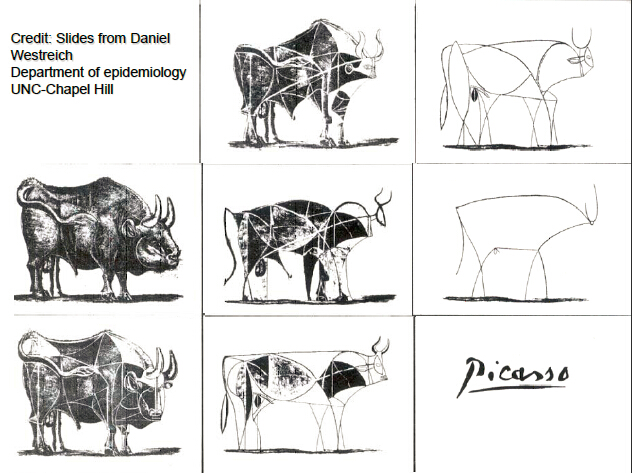 Credit: Slides from Daniel
Westreich
Department of epidemiology
UNC-Chapel Hill
Picasso